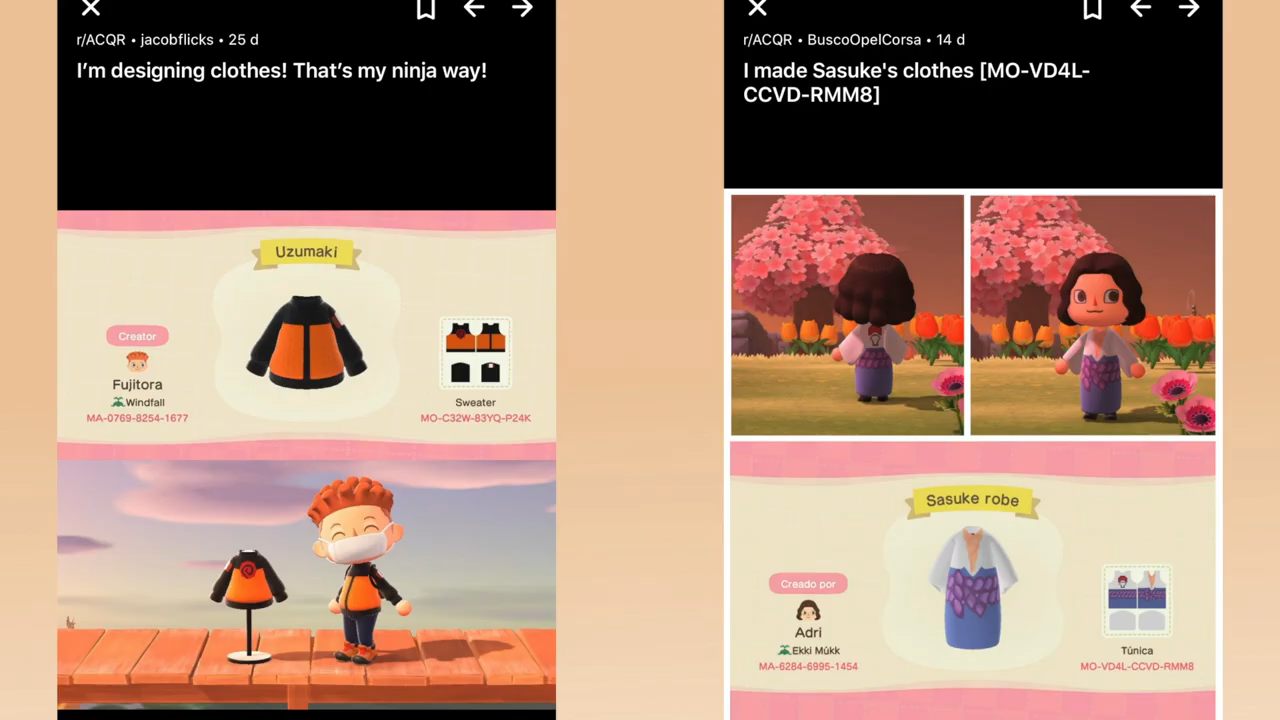 r/ACQR • jacobflicks • 25 d
I’m designing clothes! That’s my ninja way!
Uzumaki
Creator
Fujitora
Windfall
MA-0769-8254-1677
Sweater
MO-C32W-83YQ-P24K
r/ACQR • BuscoOpelCorsa • 14 d
I made Sasuke's clothes [MO-VD4L-
CCVD-RMM8]
Sasuke robe
Creado por
Adri
Ekki Múkk
MA-6284-6995-1454
Túnica
MO-VD4L-CCVD-RMM8